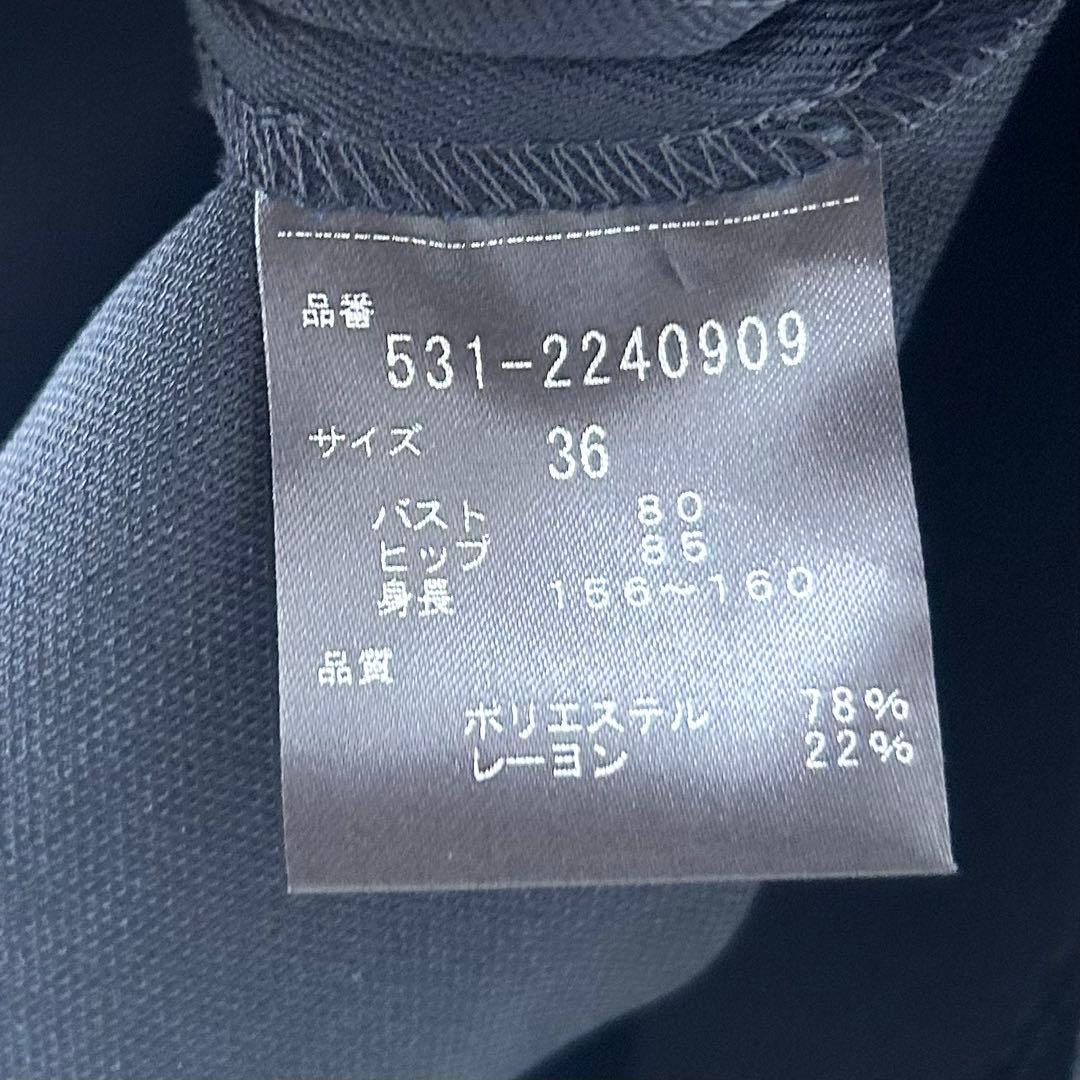 品番
531-2240909
サイズ 36
バスト 80
ヒップ 85
身長 156～160
品質
ポリエステル 78%
レーヨン 22%